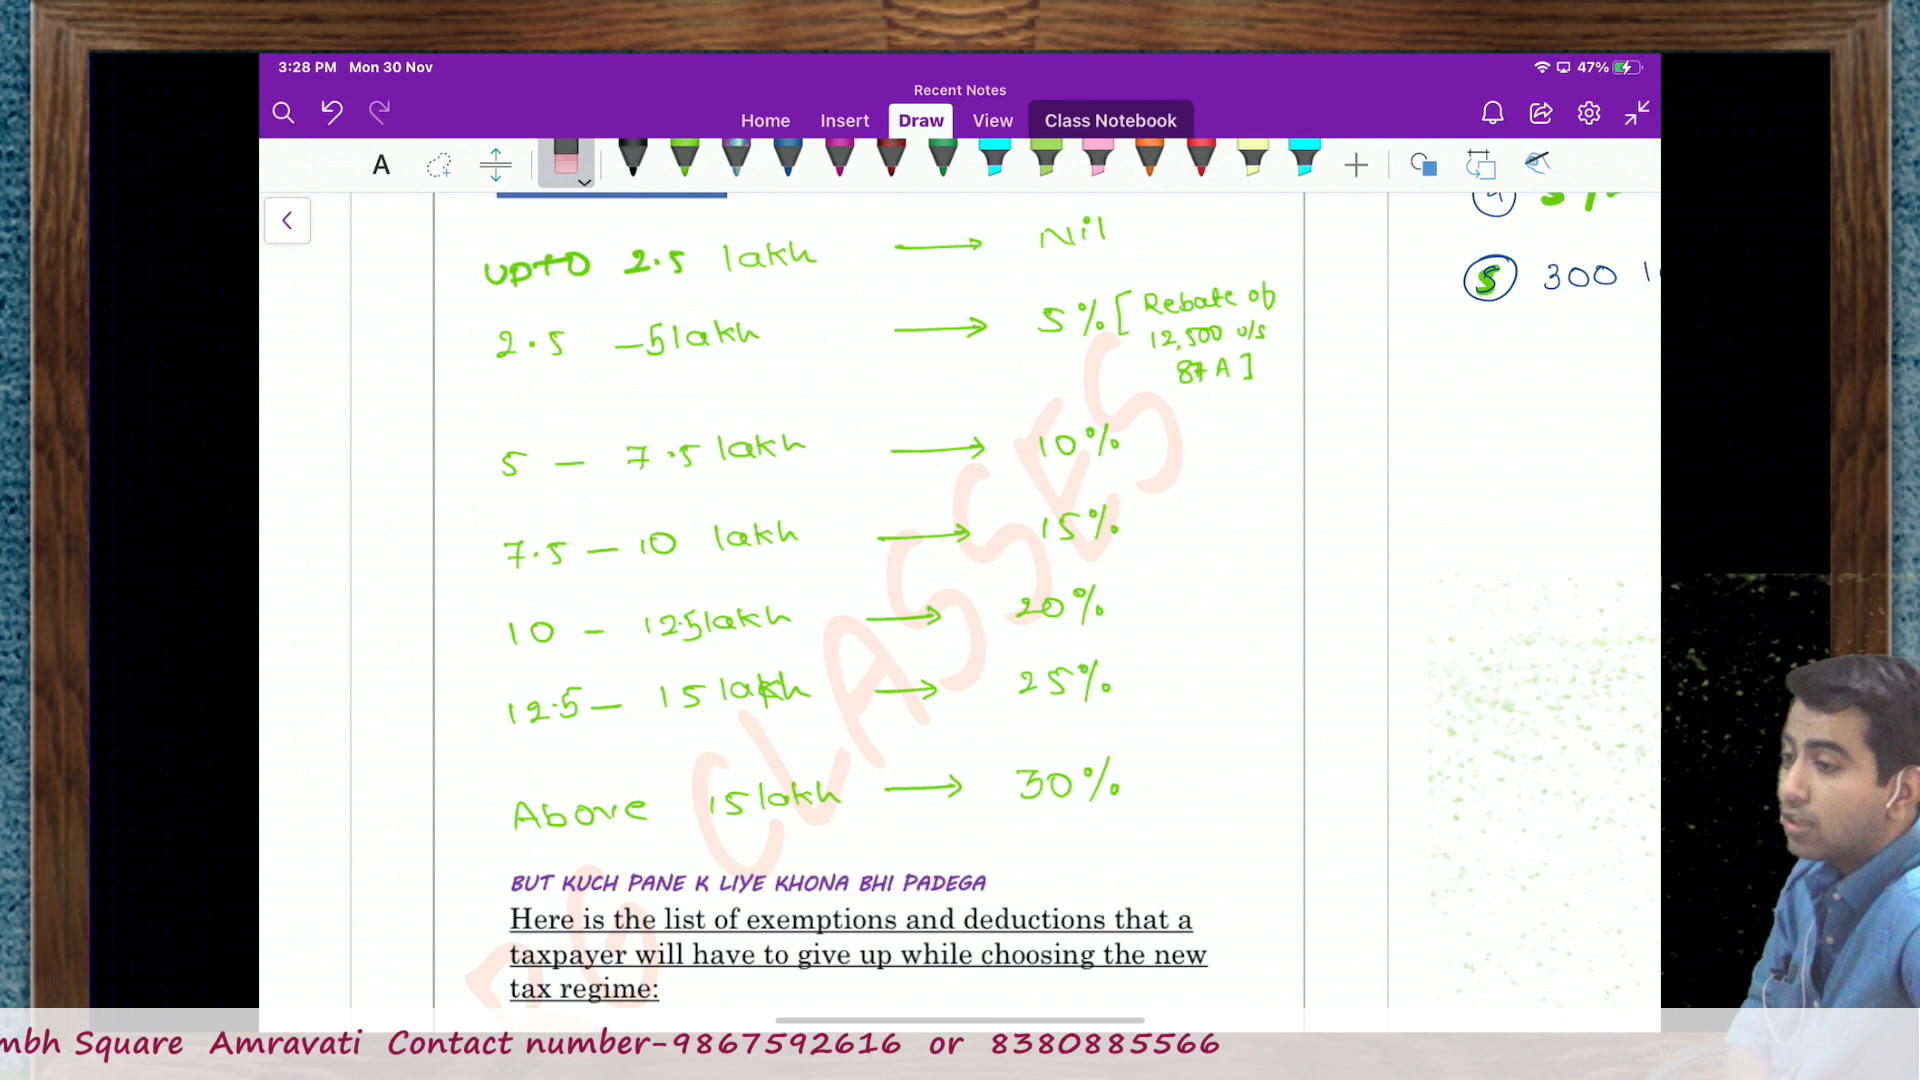 3:28 PM Mon 30 Nov
47%
Recent Notes
Home Insert Draw View Class Notebook
A
UPTO 2.5 lakh → Nil
2.5 – 5 lakh → 5% [Rebate of
12,500 u/s
87A]
5 – 7.5 lakh → 10%
7.5 – 10 lakh → 15%
10 – 12.5 lakh → 20%
12.5 – 15 lakh → 25%
Above 15 lakh → 30%
5 300
BUT KUCH PANE K LIYE KHONA BHI PADEGA
Here is the list of exemptions and deductions that a
taxpayer will have to give up while choosing the new
tax regime:
CLASSES
mbh Square Amravati Contact number-9867592616 or 8380885566